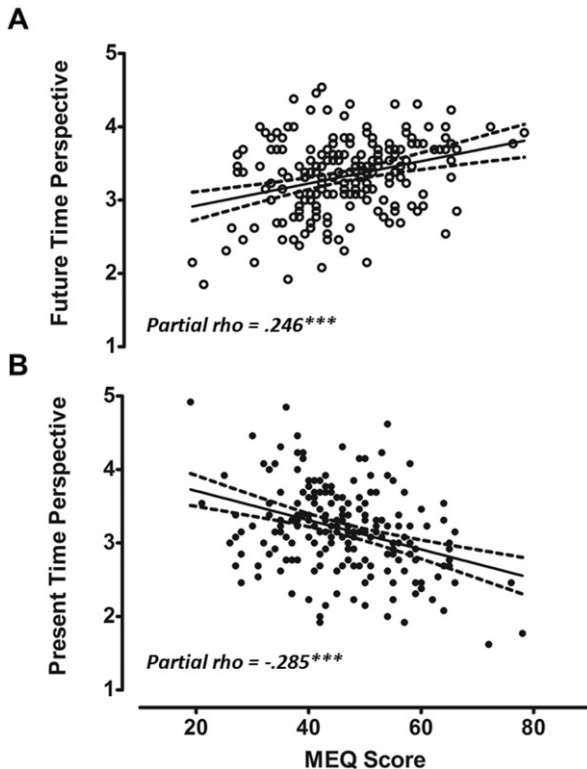 A
Future Time Perspective
5
4
3
2
1
Partial rho = .246***
B
Present Time Perspective
5
4
3
2
1
Partial rho = -.285***
20 40 60 80
MEQ Score